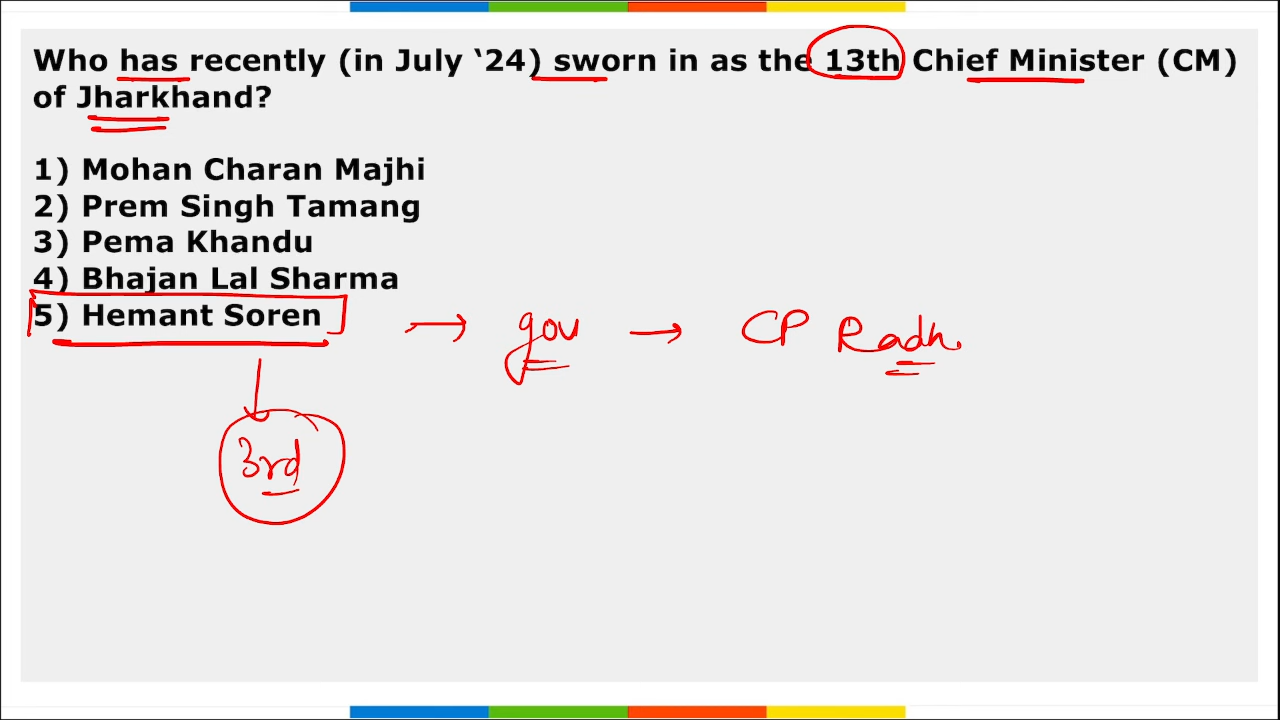 Who has recently (in July ‘24) sworn in as the 13th Chief Minister (CM)
of Jharkhand?
1) Mohan Charan Majhi
2) Prem Singh Tamang
3) Pema Khandu
4) Bhajan Lal Sharma
5) Hemant Soren → gov → CP Radh.
3rd